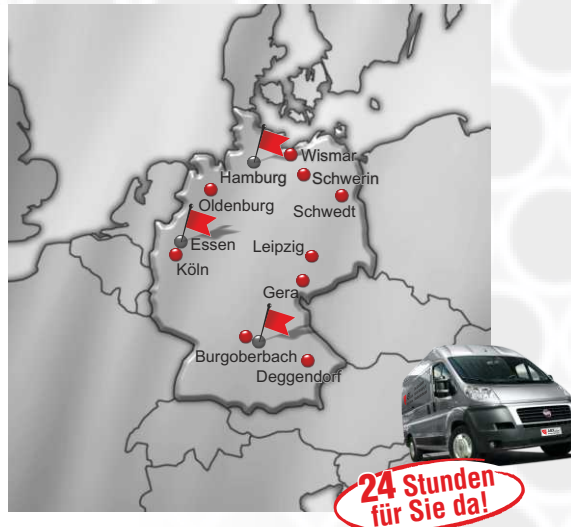 Wismar
Hamburg
Schwerin
Oldenburg
Schwedt
Essen
Leipzig
Köln
Gera
Burgoberbach
Deggendorf
24 Stunden
für Sie da!